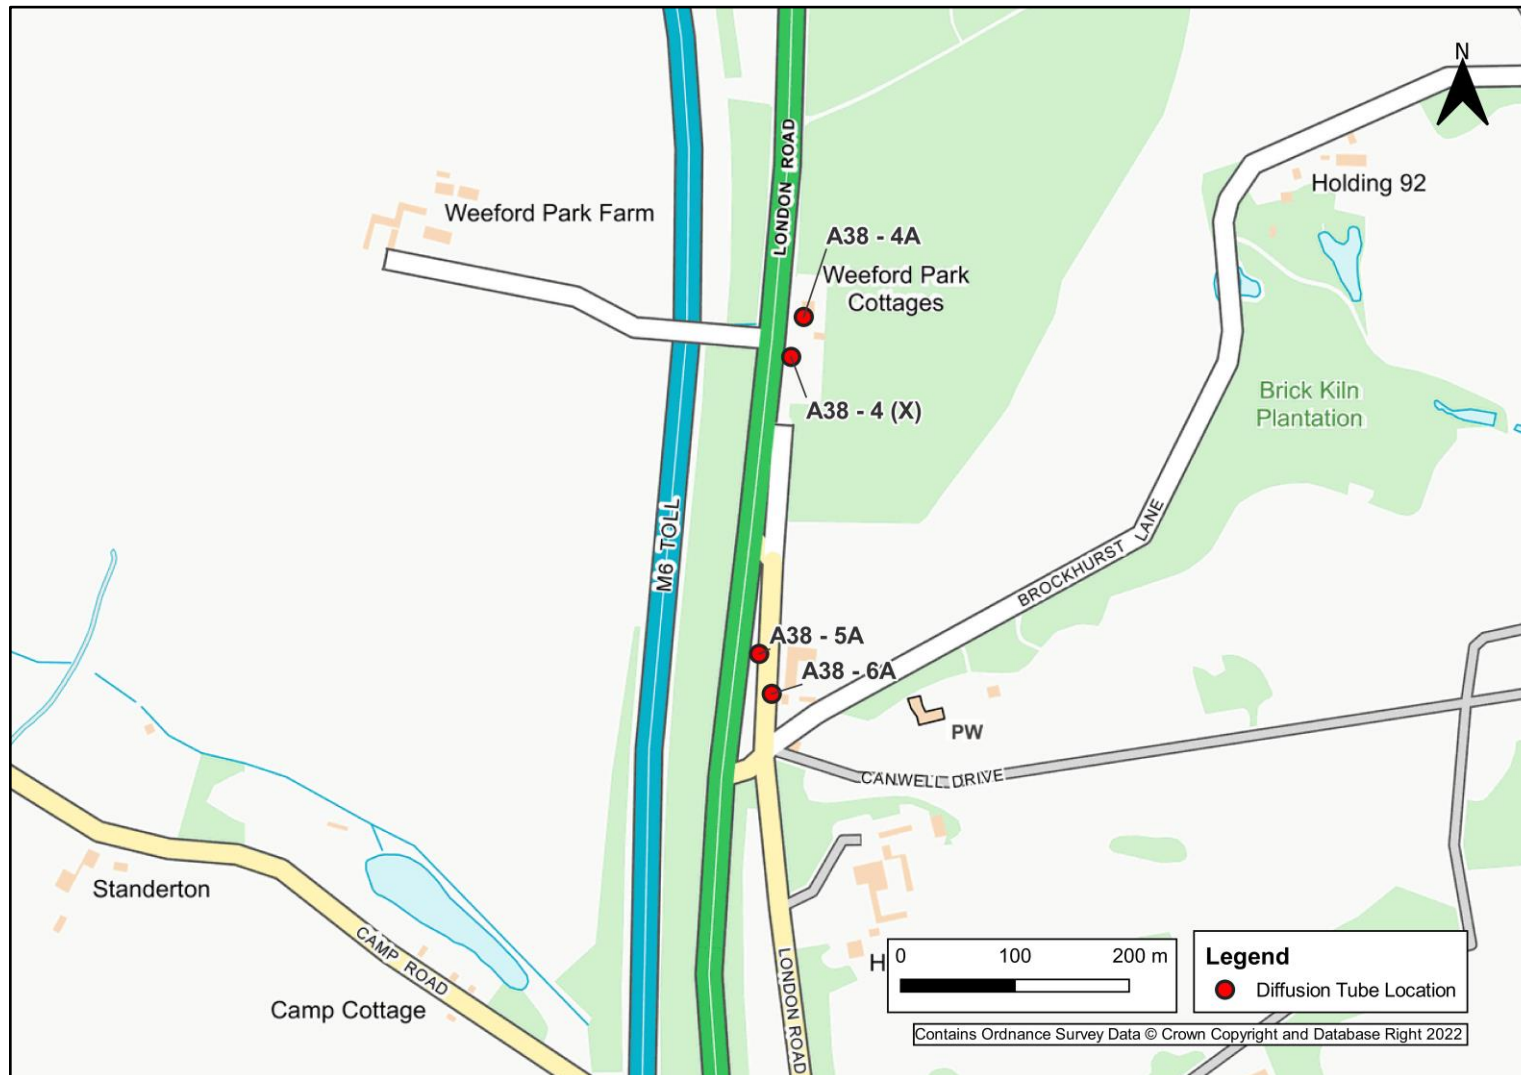 N
LONDON ROAD
Holding 92
Weeford Park Farm
A38 - 4A
Weeford Park
Cottages
A38 - 4 (X)
Brick Kiln
Plantation
M6 TOLL
BROCKHURST LANE
A38 - 5A
A38 - 6A
PW
CANWELL DRIVE
Standerton
CAMP ROAD
Camp Cottage
LONDON ROAD
H
0 100 200 m
Legend
Diffusion Tube Location
Contains Ordnance Survey Data © Crown Copyright and Database Right 2022